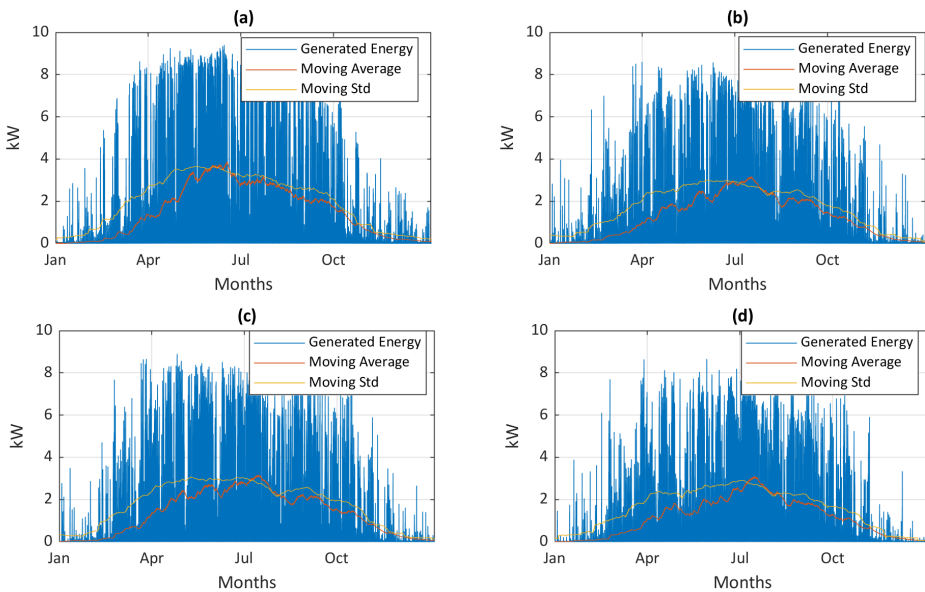 (a)
10
8
6
4
2
0
kW
Generated Energy
Moving Average
Moving Std
Jan Apr Jul Oct
Months
(b)
10
8
6
4
2
0
kW
Generated Energy
Moving Average
Moving Std
Jan Apr Jul Oct
Months
(c)
10
8
6
4
2
0
kW
Generated Energy
Moving Average
Moving Std
Jan Apr Jul Oct
Months
(d)
10
8
6
4
2
0
kW
Generated Energy
Moving Average
Moving Std
Jan Apr Jul Oct
Months